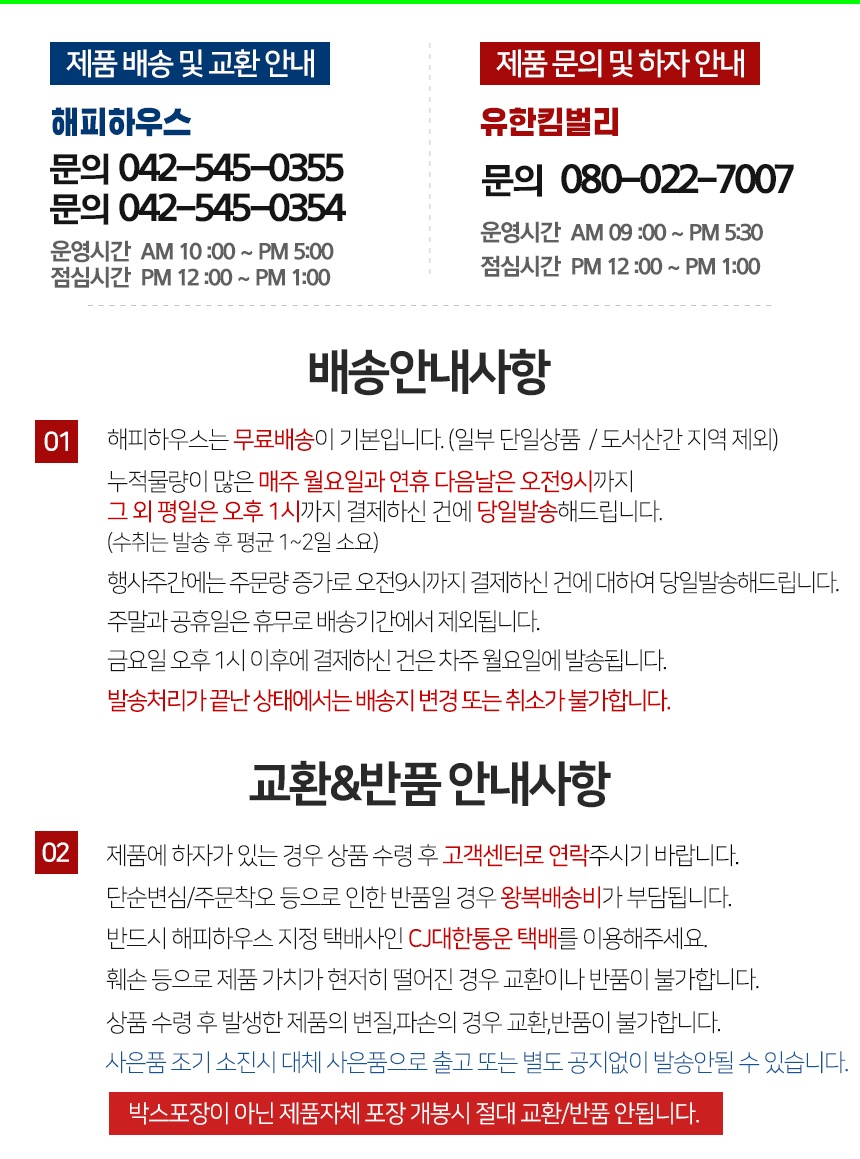 제품 배송 및 교환 안내
해피하우스
문의 042-545-0355
문의 042-545-0354
운영시간 AM 10 :00 ~ PM 5:00
점심시간 PM 12 :00 ~ PM 1:00
제품 문의 및 하자 안내
유한킴벌리
문의 080-022-7007
운영시간 AM 09 :00 ~ PM 5:30
점심시간 PM 12 :00 ~ PM 1:00
배송안내사항
01
해피하우스는 무료배송이 기본입니다. (일부 단일상품 / 도서산간 지역 제외)
누적물량이 많은 매주 월요일과 연휴 다음날은 오전9시까지
그 외 평일은 오후 1시까지 결제하신 건에 당일발송해드립니다.
(수취는 발송 후 평균 1~2일 소요)
행사주간에는 주문량 증가로 오전9시까지 결제하신 건에 대하여 당일발송해드립니다.
주말과 공휴일은 휴무로 배송기간에서 제외됩니다.
금요일 오후 1시 이후에 결제하신 건은 차주 월요일에 발송됩니다.
발송처리가 끝난 상태에서는 배송지 변경 또는 취소가 불가합니다.
교환&반품 안내사항
02
제품에 하자가 있는 경우 상품 수령 후 고객센터로 연락주시기 바랍니다.
단순변심/주문착오 등으로 인한 반품일 경우 왕복배송비가 부담됩니다.
반드시 해피하우스 지정 택배사인 CJ대한통운 택배를 이용해주세요.
훼손 등으로 제품 가치가 현저히 떨어진 경우 교환이나 반품이 불가합니다.
상품 수령 후 발생한 제품의 변질,파손의 경우 교환,반품이 불가합니다.
사은품 조기 소진시 대체 사은품으로 출고 또는 별도 공지없이 발송안될 수 있습니다.
박스포장이 아닌 제품자체 포장 개봉시 절대 교환/반품 안됩니다.